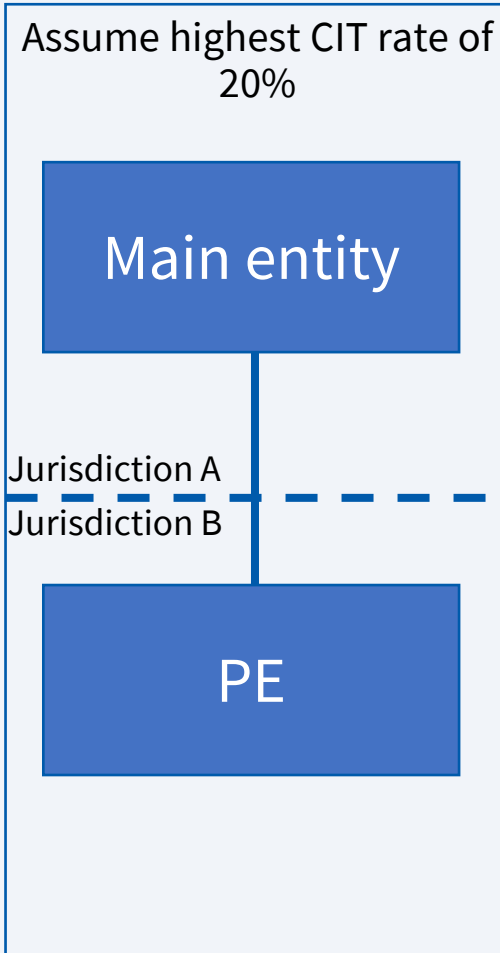 Assume highest CIT rate of
20%
Main entity
Jurisdiction A
Jurisdiction B
PE